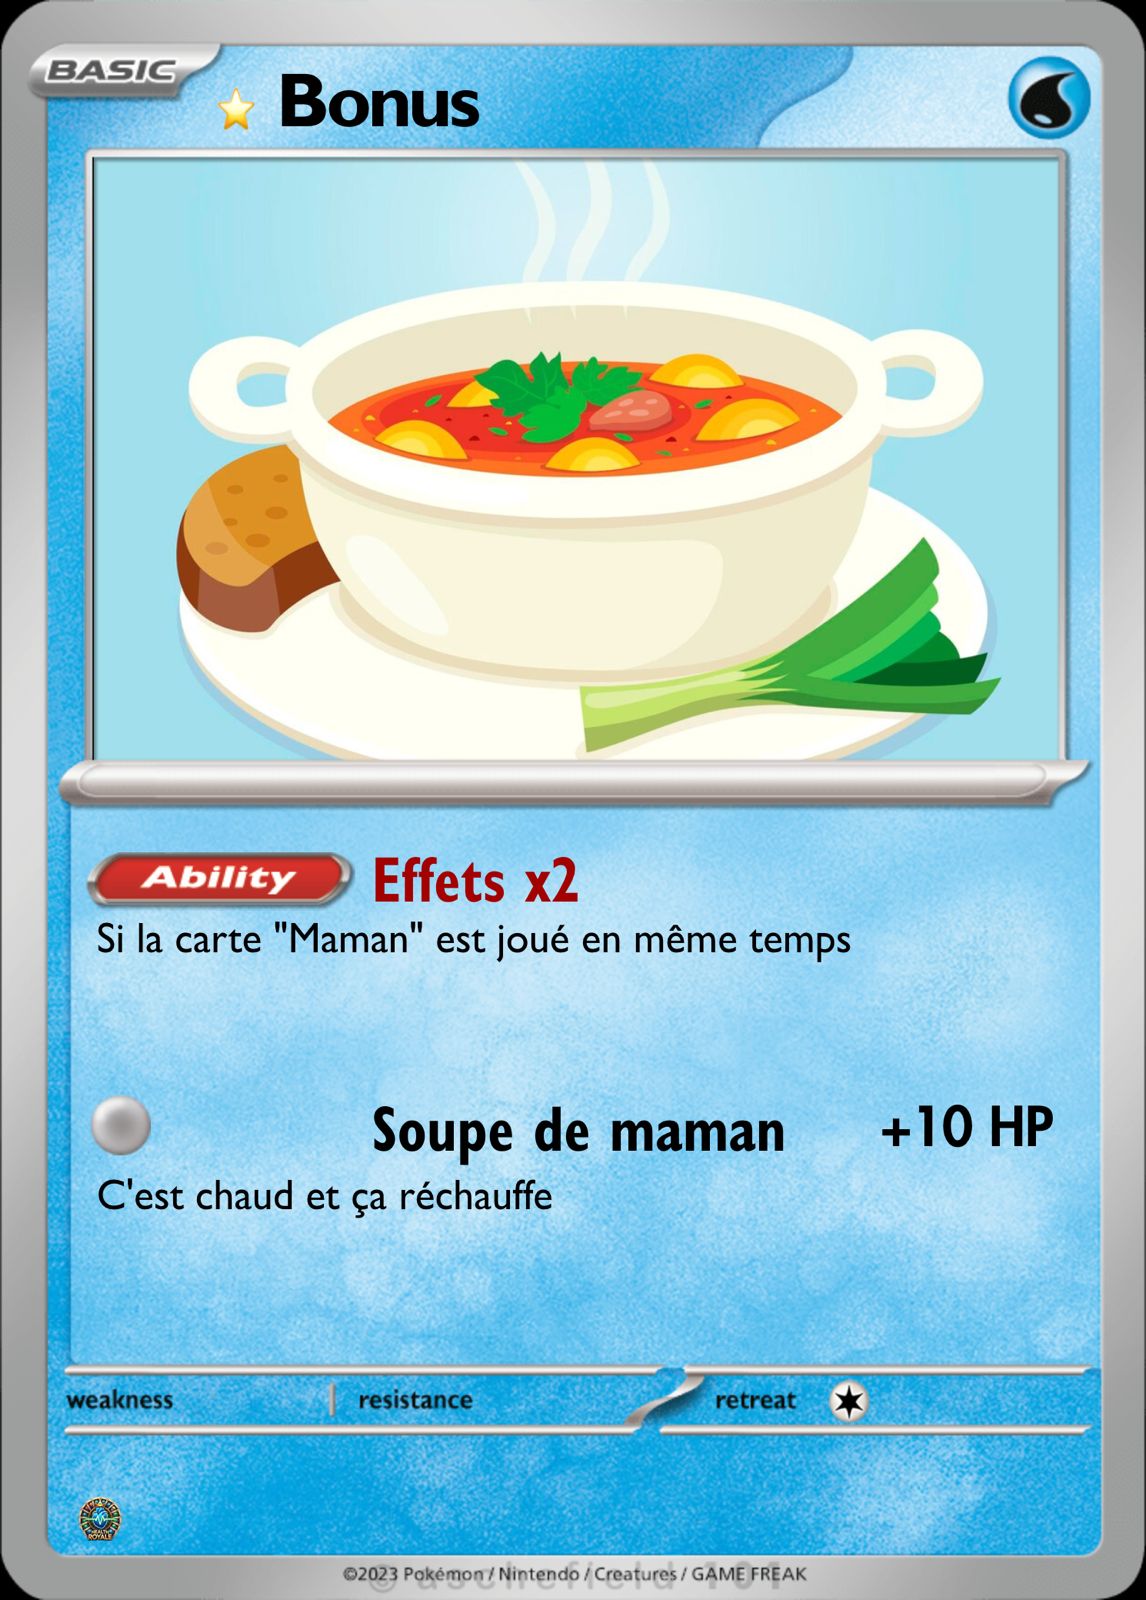 BASIC
Bonus
Ability Effets x2
Si la carte "Maman" est joué en même temps
Soupe de maman +10 HP
C'est chaud et ça réchauffe
weakness resistance retreat
ROYALE
©2023 Pokémon / Nintendo / Creatures / GAME FREAK